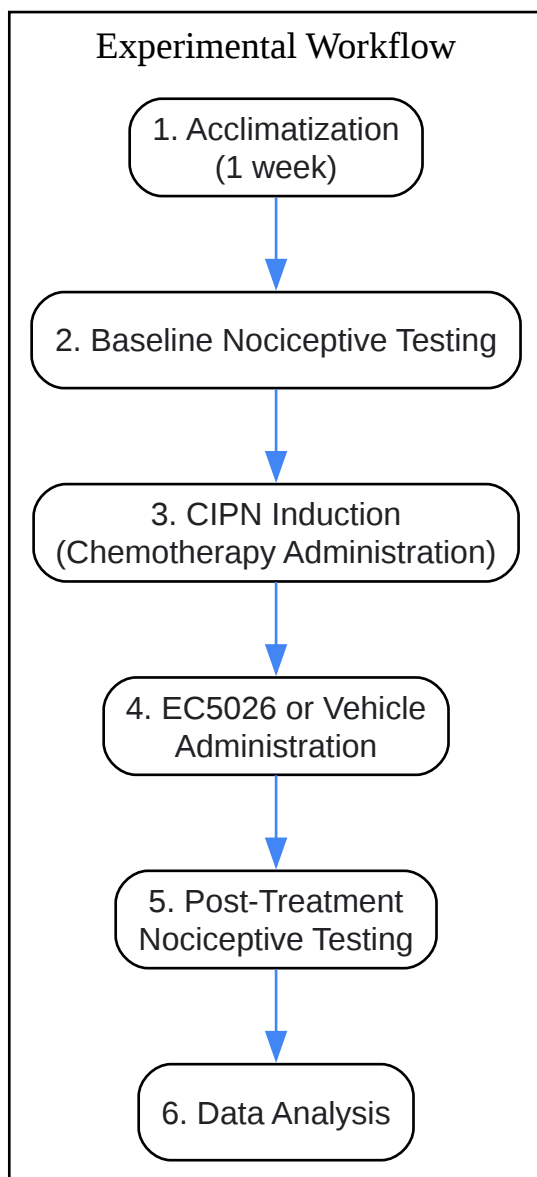 Experimental Workflow
1. Acclimatization
(1 week)
2. Baseline Nociceptive Testing
3. CIPN Induction
(Chemotherapy Administration)
4. EC5026 or Vehicle
Administration
5. Post-Treatment
Nociceptive Testing
6. Data Analysis